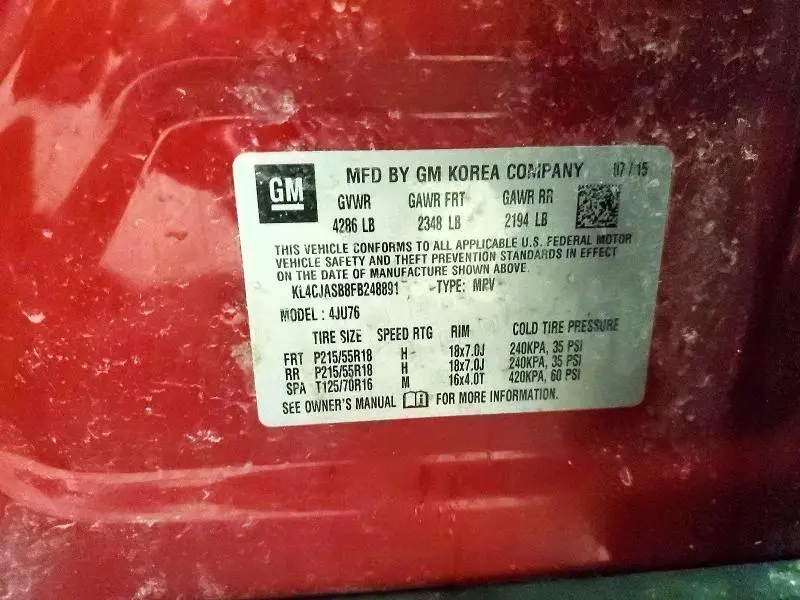 GM
MFD BY GM KOREA COMPANY 07/15
GVWR GAWR FRT GAWR RR
4286 LB 2348 LB 2194 LB
THIS VEHICLE CONFORMS TO ALL APPLICABLE U.S. FEDERAL MOTOR
VEHICLE SAFETY AND THEFT PREVENTION STANDARDS IN EFFECT
ON THE DATE OF MANUFACTURE SHOWN ABOVE.
KL4CJASB8FB248891 TYPE: MPV
MODEL: 4JU76
TIRE SIZE SPEED RTG RIM COLD TIRE PRESSURE
FRT P215/55R18 H 18x7.0J 240KPA, 35 PSI
RR P215/55R18 H 18x7.0J 240KPA, 35 PSI
SPA T125/70R16 M 16x4.0T 420KPA, 60 PSI
SEE OWNER'S MANUAL FOR MORE INFORMATION.